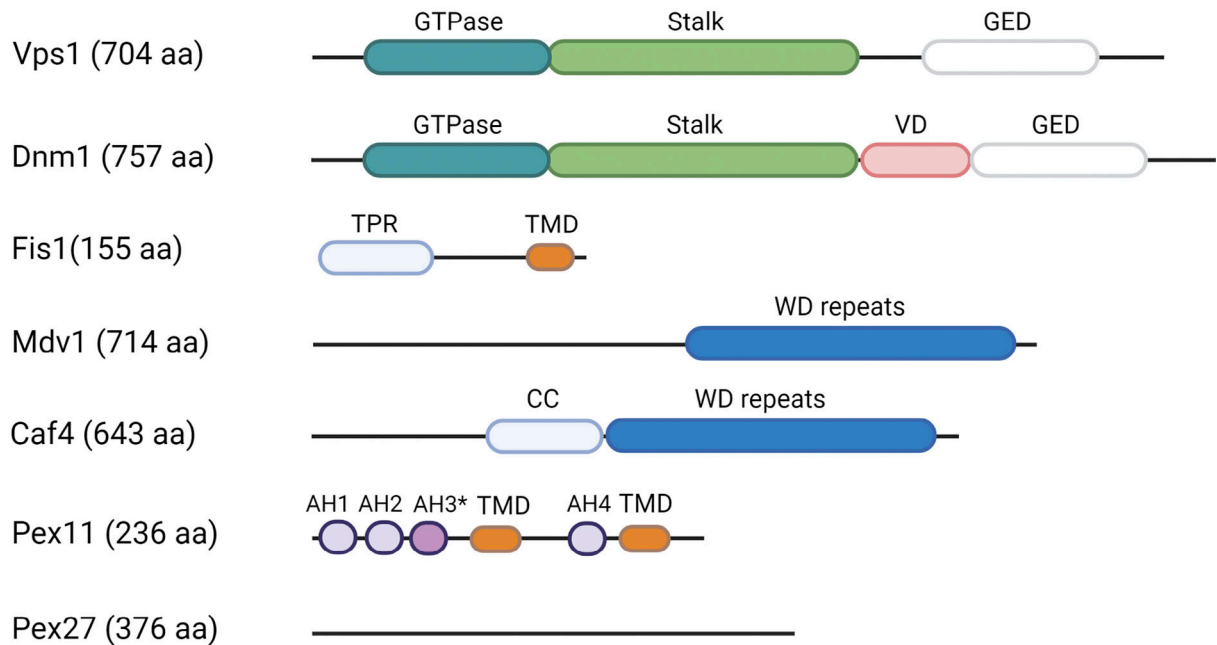 GTPase Stalk GED
Vps1 (704 aa)
GTPase Stalk VD GED
Dnm1 (757 aa)
TPR TMD
Fis1(155 aa)
WD repeats
Mdv1 (714 aa)
CC WD repeats
Caf4 (643 aa)
AH1 AH2 AH3* TMD AH4 TMD
Pex11 (236 aa)
Pex27 (376 aa)